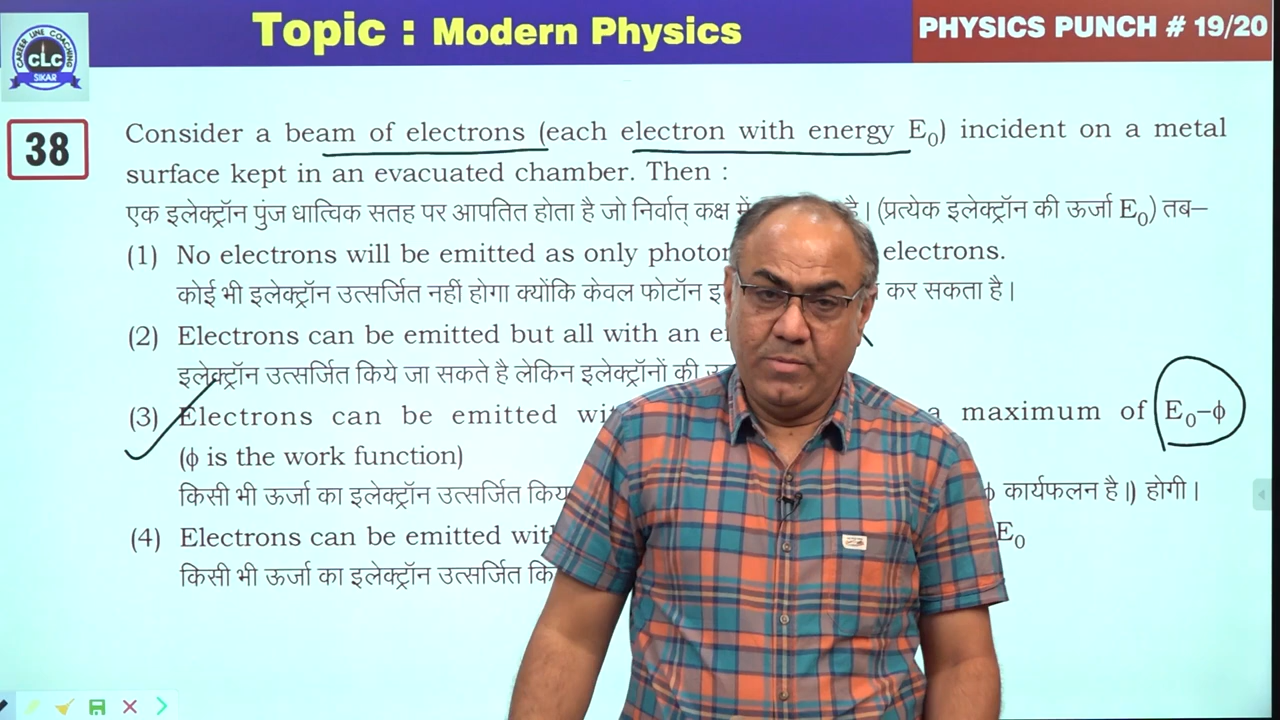 Topic : Modern Physics
PHYSICS PUNCH # 19/20
CAREER LINE COACHING
CLC
SIKAR
38
Consider a beam of electrons (each electron with energy E₀) incident on a metal
surface kept in an evacuated chamber. Then :
एक इलेक्ट्रॉन पुंज धात्विक सतह पर आपतित होता है जो निर्वात् कक्ष में है। (प्रत्येक इलेक्ट्रॉन की ऊर्जा E₀) तब–
(1) No electrons will be emitted as only electrons.
कोई भी इलेक्ट्रॉन उत्सर्जित नहीं होगा क्योंकि केवल फोटॉन कर सकता है।
(2) Electrons can be emitted but all with an
इलेक्ट्रॉन उत्सर्जित किये जा सकते है लेकिन इलेक्ट्रॉनों की
(3) Electrons can be emitted a maximum of E₀–ϕ
(ϕ is the work function)
किसी भी ऊर्जा का इलेक्ट्रॉन उत्सर्जित ϕ कार्यफलन है।) होगी।
(4) Electrons can be emitted E₀
किसी भी ऊर्जा का इलेक्ट्रॉन उत्सर्जित